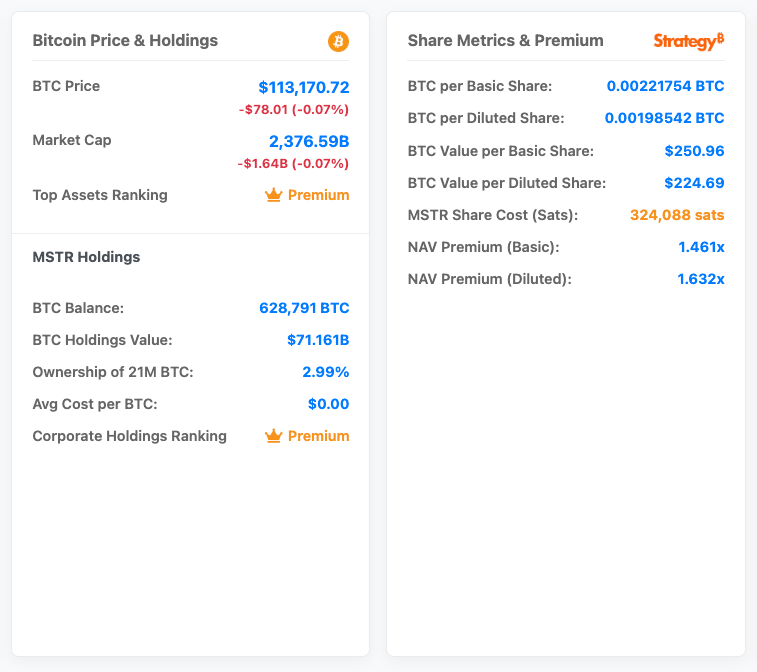 Bitcoin Price & Holdings
BTC Price $113,170.72
-$78.01 (-0.07%)
Market Cap 2,376.59B
-$1.64B (-0.07%)
Top Assets Ranking Premium
MSTR Holdings
BTC Balance: 628,791 BTC
BTC Holdings Value: $71.161B
Ownership of 21M BTC: 2.99%
Avg Cost per BTC: $0.00
Corporate Holdings Ranking Premium
Share Metrics & Premium Strategy₿
BTC per Basic Share: 0.00221754 BTC
BTC per Diluted Share: 0.00198542 BTC
BTC Value per Basic Share: $250.96
BTC Value per Diluted Share: $224.69
MSTR Share Cost (Sats): 324,088 sats
NAV Premium (Basic): 1.461x
NAV Premium (Diluted): 1.632x